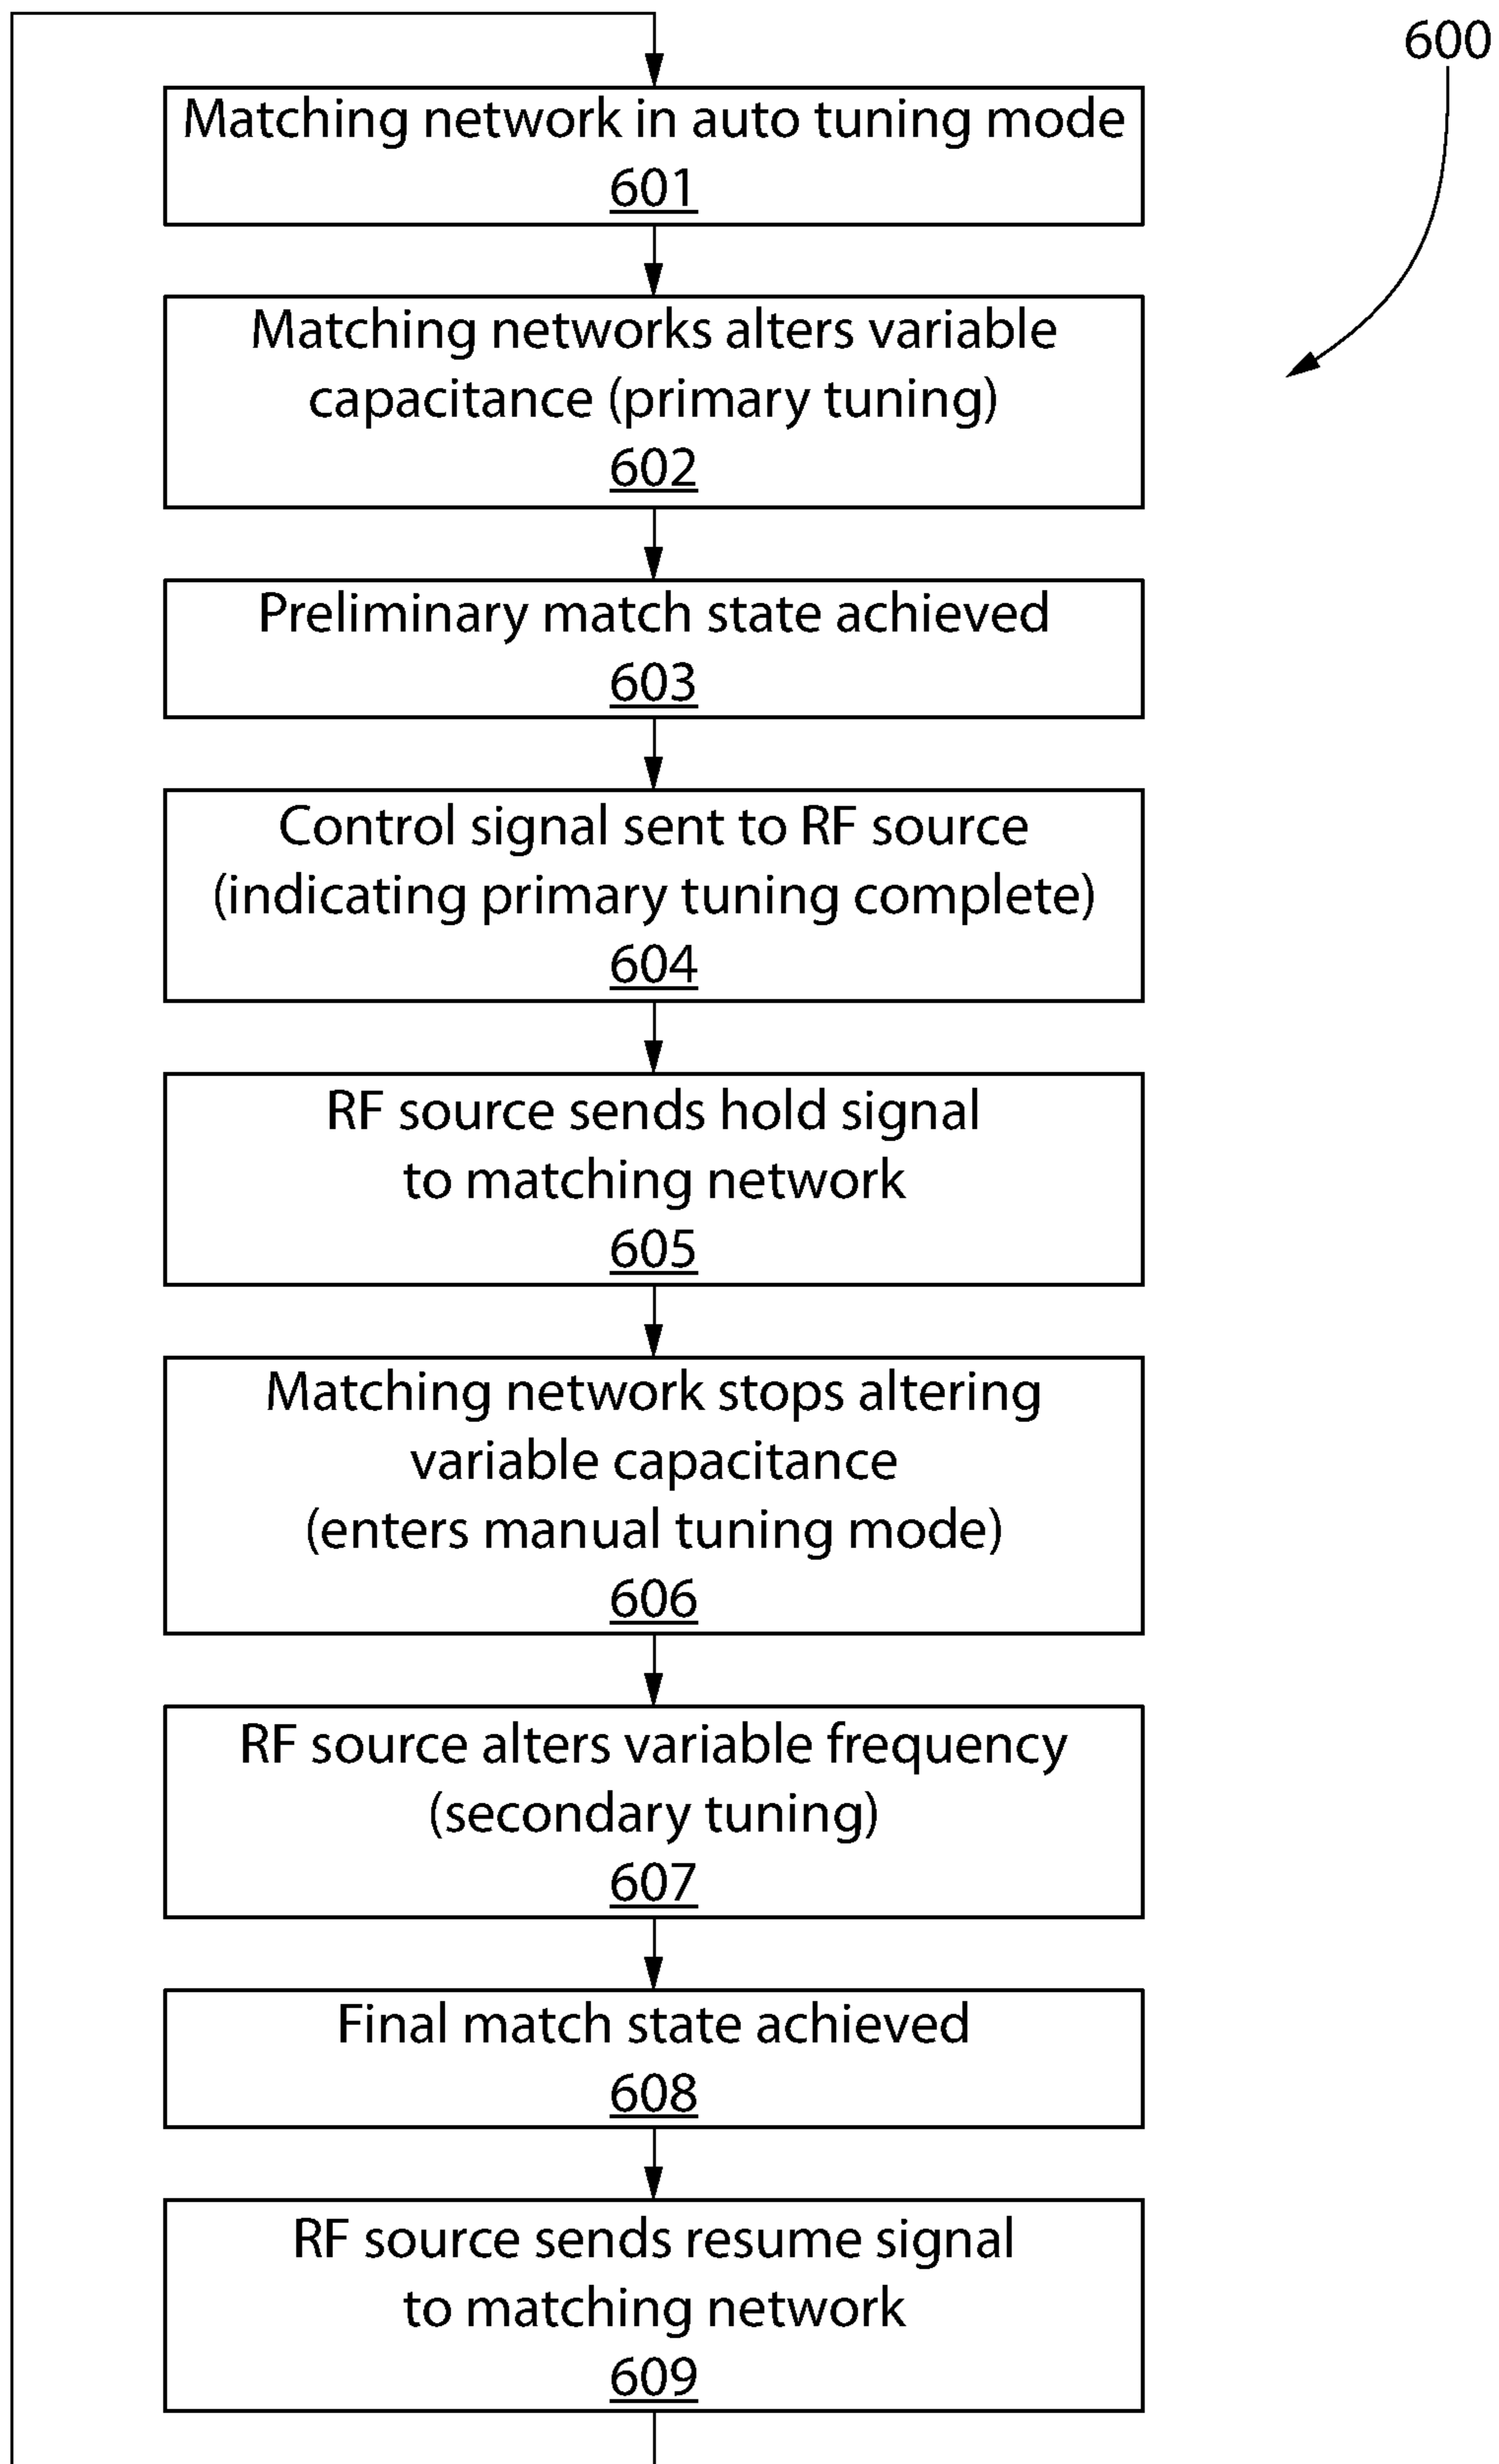 600
Matching network in auto tuning mode
601
Matching networks alters variable
capacitance (primary tuning)
602
Preliminary match state achieved
603
Control signal sent to RF source
(indicating primary tuning complete)
604
RF source sends hold signal
to matching network
605
Matching network stops altering
variable capacitance
(enters manual tuning mode)
606
RF source alters variable frequency
(secondary tuning)
607
Final match state achieved
608
RF source sends resume signal
to matching network
609